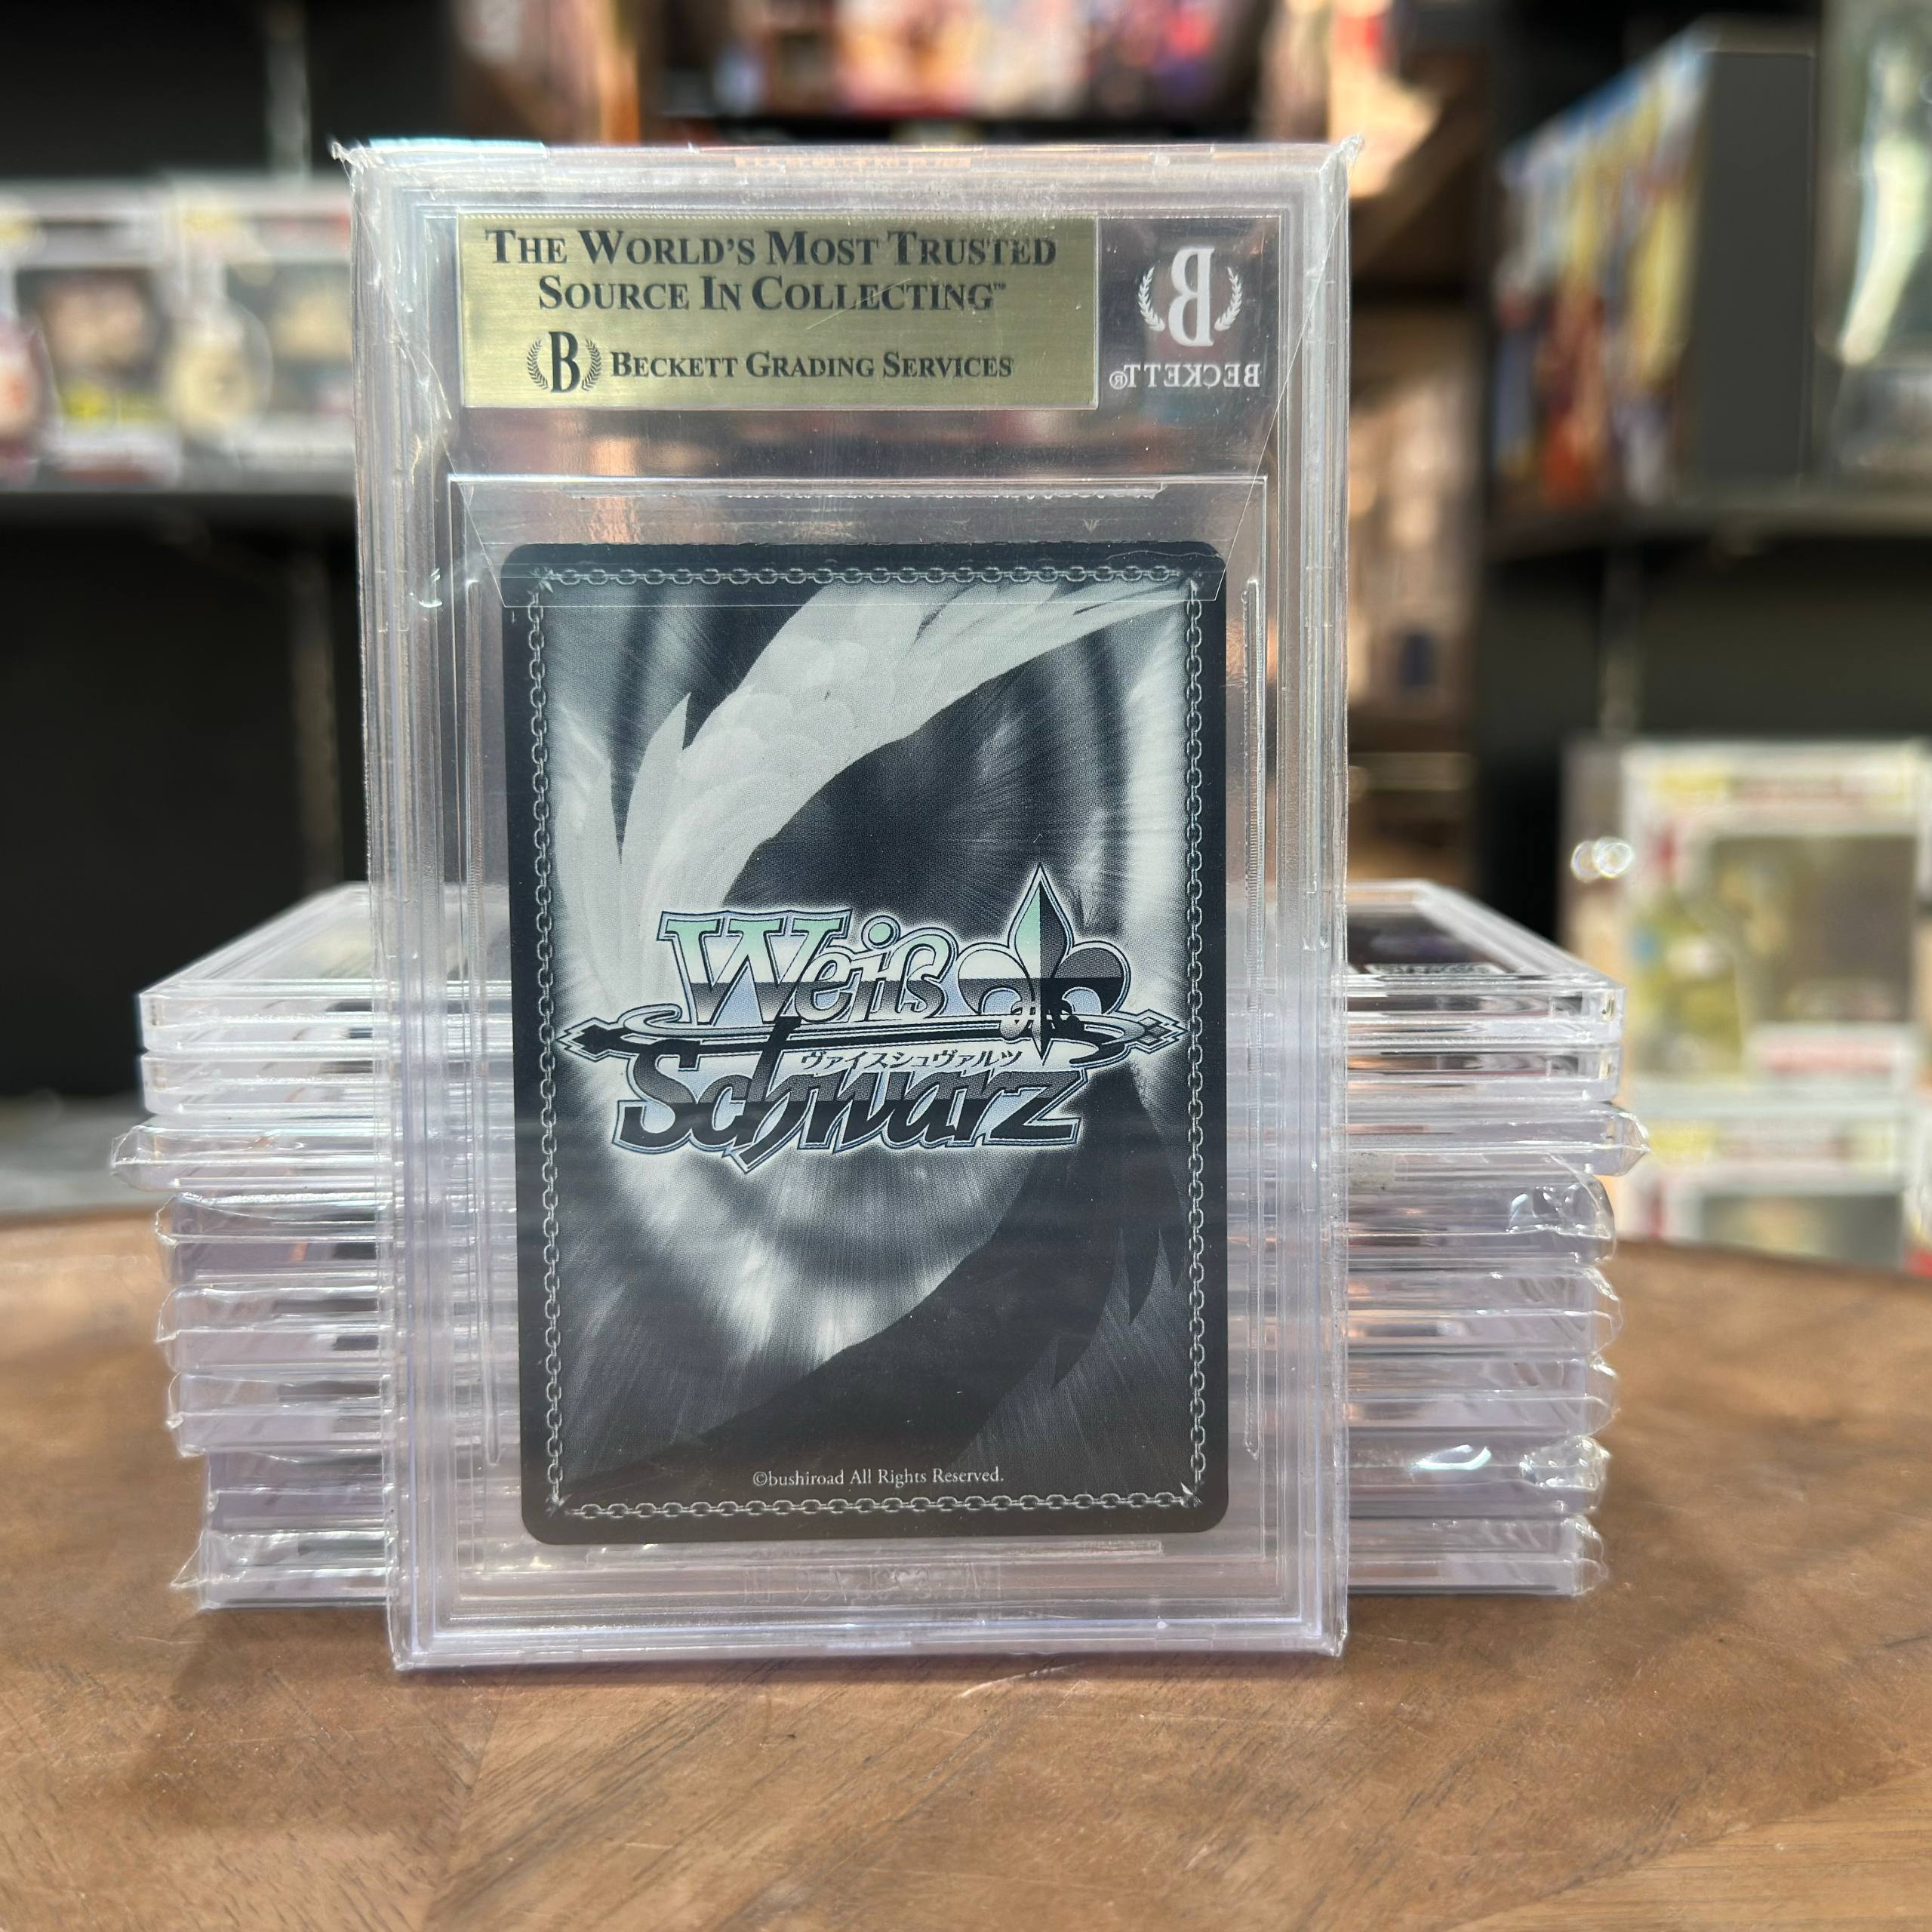 THE WORLD'S MOST TRUSTED
SOURCE IN COLLECTING™
B BECKETT GRADING SERVICES
B
BECKETT®
Weiß
ヴァイスシュヴァルツ
Schwarz
©bushiroad All Rights Reserved.